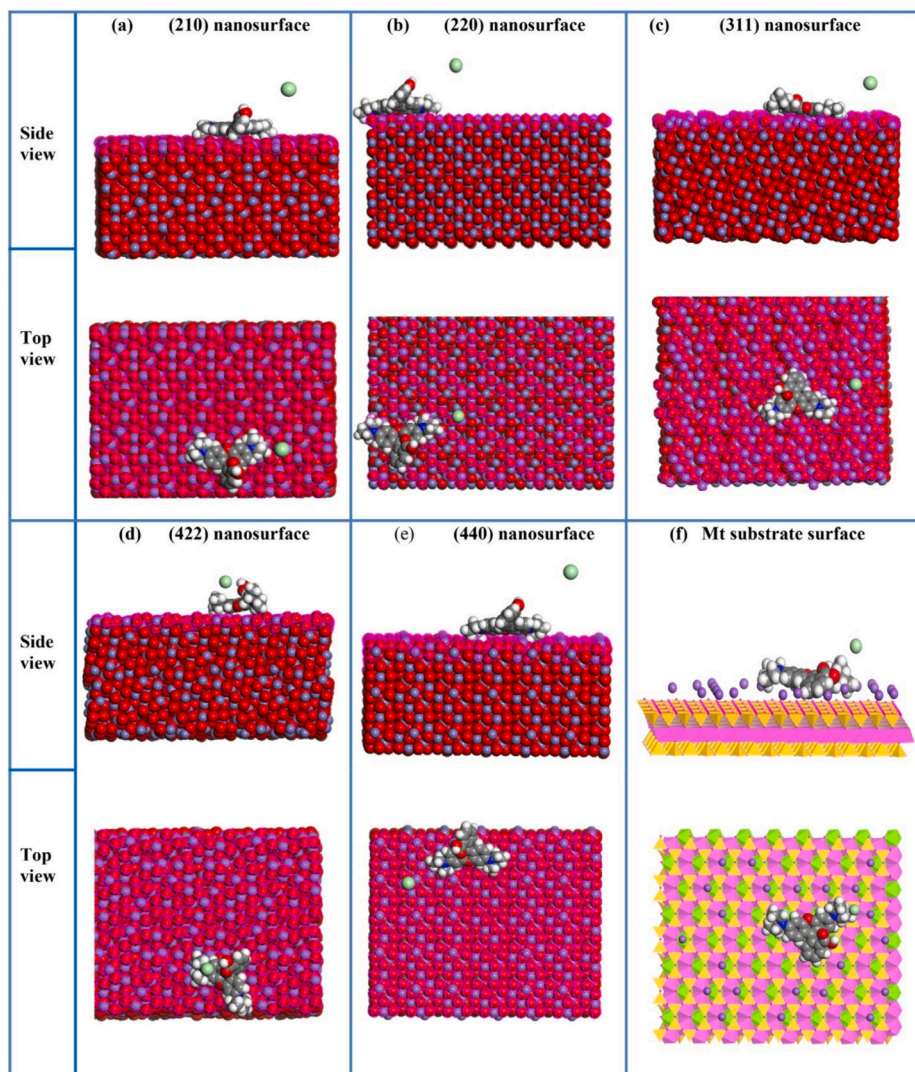 (a) (210) nanosurface
(b) (220) nanosurface
(c) (311) nanosurface
Side
view
Top
view
(d) (422) nanosurface
(e) (440) nanosurface
(f) Mt substrate surface
Side
view
Top
view